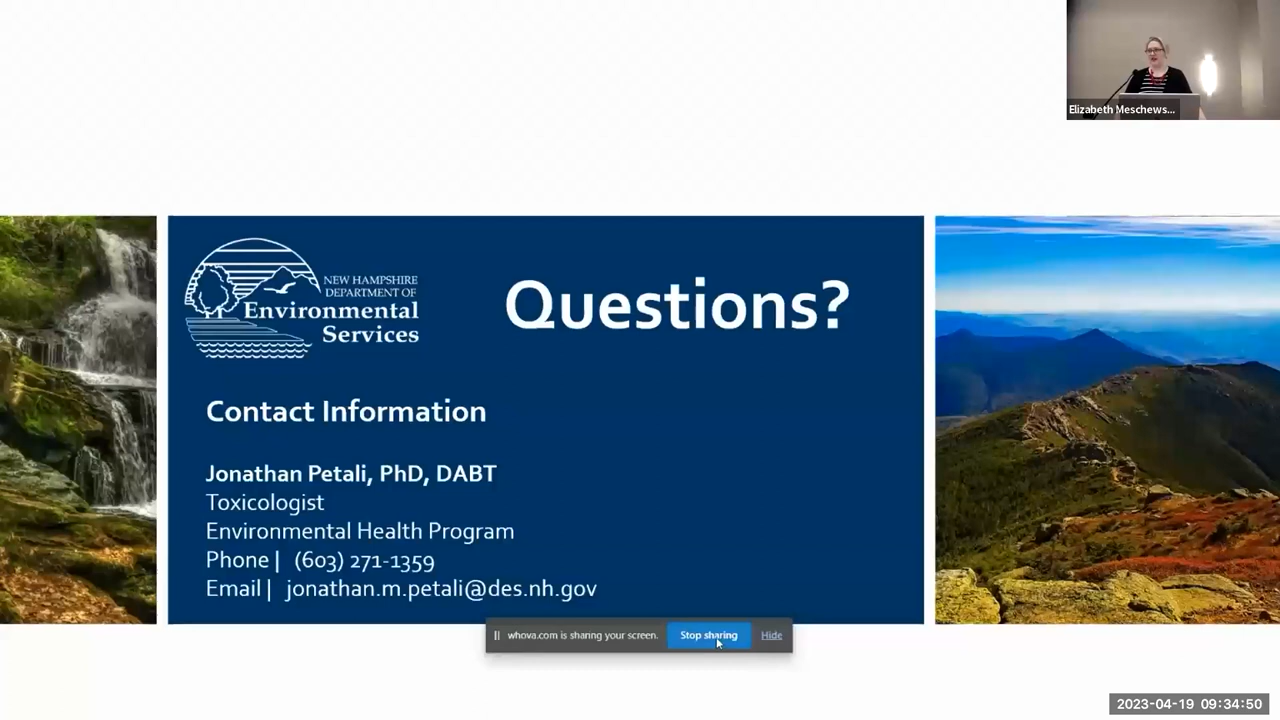 Elizabeth Meschews...
NEW HAMPSHIRE
DEPARTMENT OF
Environmental
Services
Questions?
Contact Information
Jonathan Petali, PhD, DABT
Toxicologist
Environmental Health Program
Phone | (603) 271-1359
Email | jonathan.m.petali@des.nh.gov
whova.com is sharing your screen. Stop sharing Hide
2023-04-19 09:34:50